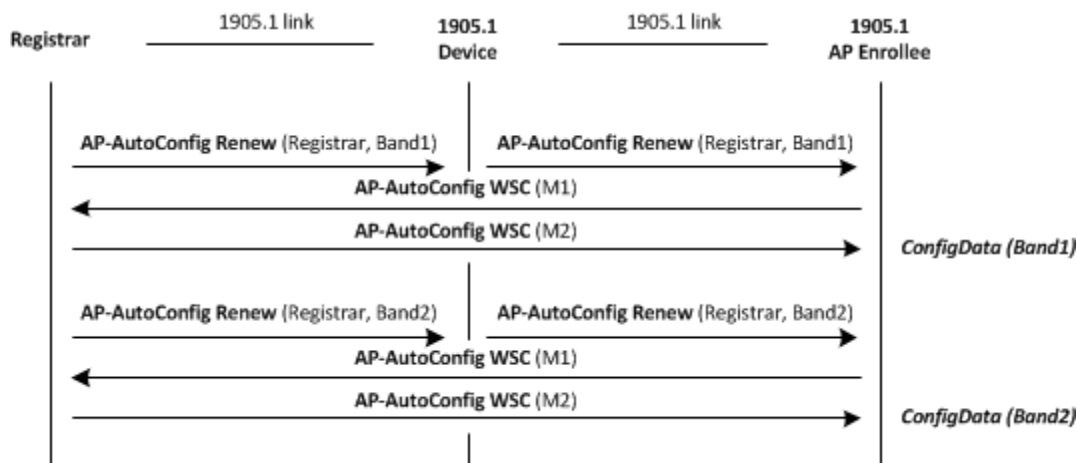 Registrar
1905.1 link
1905.1
Device
1905.1 link
1905.1
AP Enrollee
AP-AutoConfig Renew (Registrar, Band1)
AP-AutoConfig Renew (Registrar, Band1)
AP-AutoConfig WSC (M1)
AP-AutoConfig WSC (M2)
ConfigData (Band1)
AP-AutoConfig Renew (Registrar, Band2)
AP-AutoConfig Renew (Registrar, Band2)
AP-AutoConfig WSC (M1)
AP-AutoConfig WSC (M2)
ConfigData (Band2)